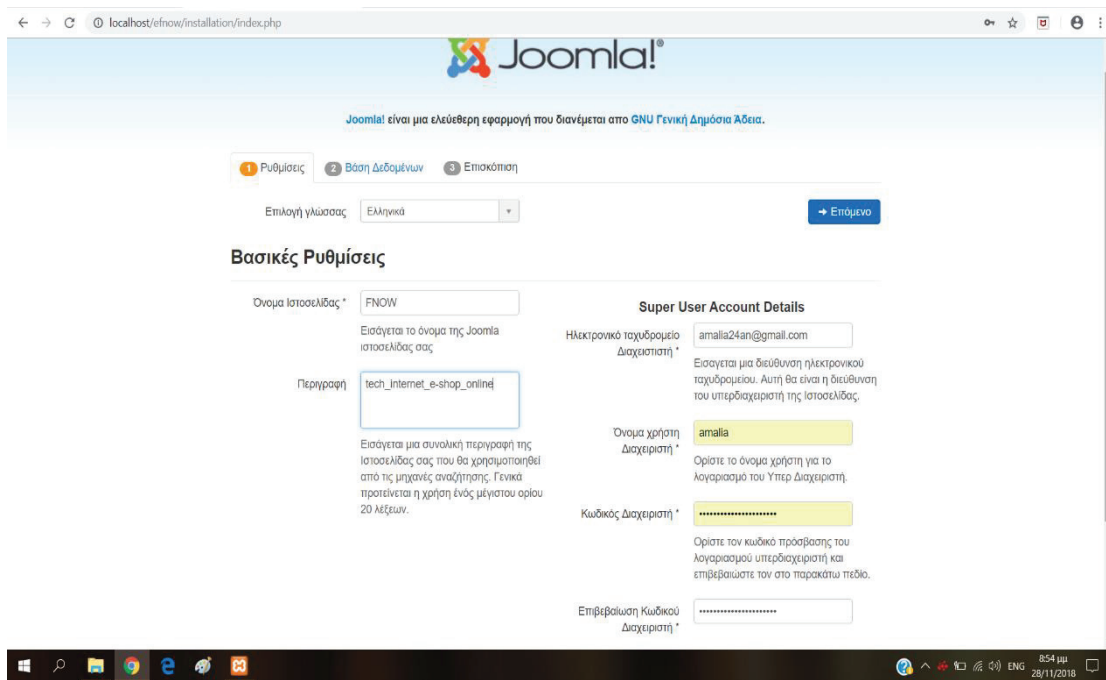 localhost/efnow/installation/index.php
Joomla!®
Joomla! είναι μια ελεύθερη εφαρμογή που διανέμεται απο GNU Γενική Δημόσια Άδεια.
1 Ρυθμίσεις
2 Βάση Δεδομένων
3 Επισκόπιση
Επιλογή γλώσσας
Ελληνικά
Επόμενο
Βασικές Ρυθμίσεις
Όνομα Ιστοσελίδας *
FNOW
Εισάγεται το όνομα της Joomla
ιστοσελίδας σας
Περιγραφή
tech_internet_e-shop_online
Εισάγεται μια συνολική περιγραφή της
Ιστοσελίδας σας που θα χρησιμοποιηθεί
από τις μηχανές αναζήτησης. Γενικά
προτείνεται η χρήση ένός μέγιστου ορίου
20 λέξεων.
Super User Account Details
Ηλεκτρονικό ταχυδρομείο
Διαχειστιστή *
amalia24an@gmail.com
Εισαγεται μια διεύθυνση ηλεκτρονικού
ταχυδρομείου. Αυτή θα είναι η διεύθυνση
του υπερδιαχειριστή της Ιστοσελίδας.
Όνομα χρήστη
Διαχειριστή *
amalia
Ορίστε το όνομα χρήστη για το
λογαριασμό του Υπερ Διαχειριστή.
Κωδικός Διαχειριστή *
Ορίστε τον κωδικό πρόσβασης του
λογαριασμού υπερδιαχειριστή και
επιβεβαιώστε τον στο παρακάτω πεδίο.
Επιβεβαίωση Κωδικού
Διαχειριστή *
ENG
8:54 μμ
28/11/2018